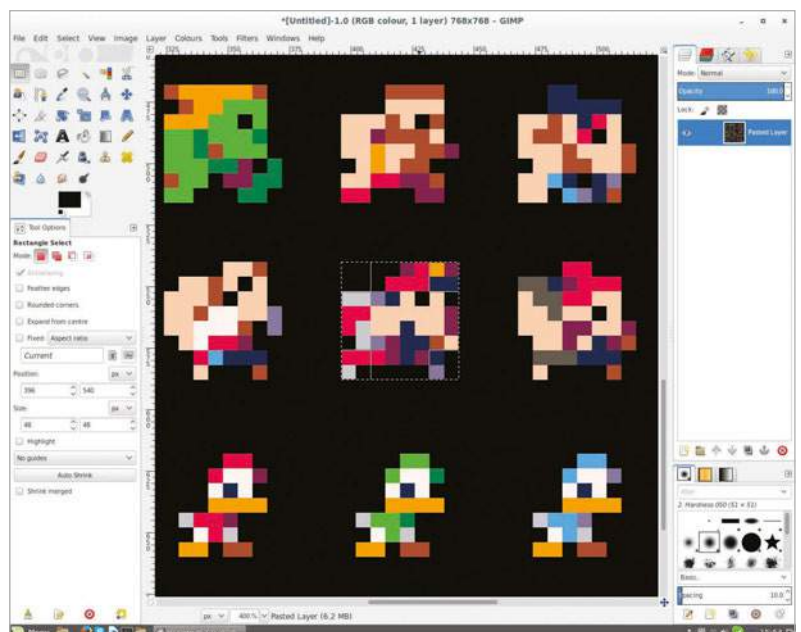 *[Untitled]-1.0 (RGB colour, 1 layer) 768x768 – GIMP
File Edit Select View Image Layer Colours Tools Filters Windows Help
Mode: Normal
Opacity 100.0
Lock:
Pasted Layer
Tool Options
Rectangle Select
Mode:
Antialiasing
Feather edges
Rounded corners
Expand from centre
Fixed Aspect ratio
Current
Position: px
396 540
Size: px
48 48
Highlight
No guides
Auto Shrink
Shrink merged
filter
2. Hardness 050 (51 × 51)
Basic,
Spacing 10.0
px 400 % Pasted Layer (6.2 MB)
Menu